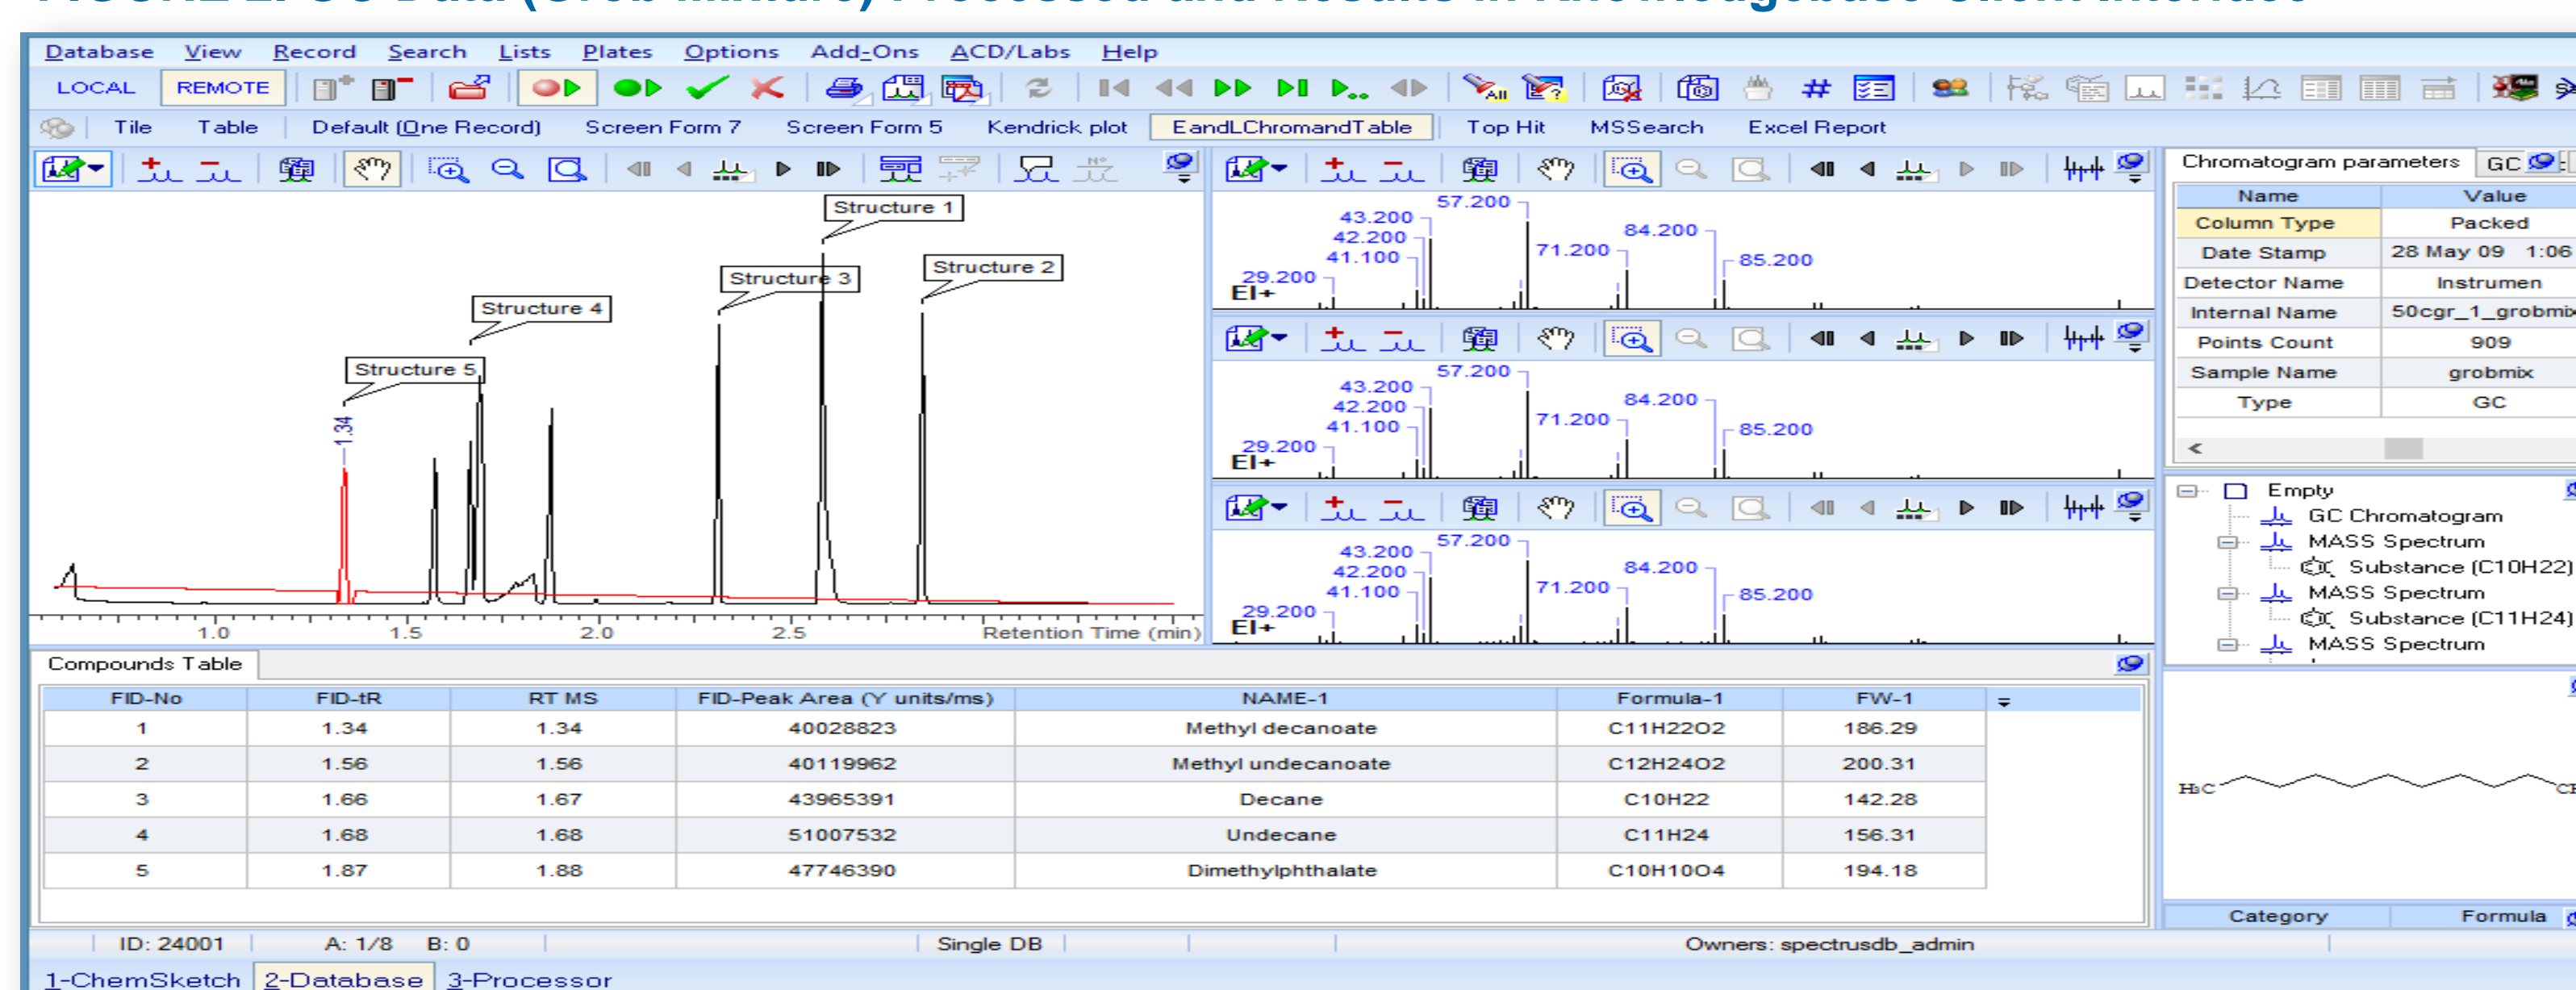 Database View Record Search Lists Plates Options Add-Ons ACD/Labs Help
LOCAL REMOTE
Tile Table Default (One Record) Screen Form 7 Screen Form 5 Kendrick plot EandLChromandTable Top Hit MSSearch Excel Report
Structure 1
Structure 2
Structure 3
Structure 4
Structure 5
1.34
1.0 1.5 2.0 2.5 Retention Time (min)
57.200
43.200
42.200
41.100
29.200
71.200
84.200
85.200
EI+
57.200
43.200
42.200
41.100
29.200
71.200
84.200
85.200
EI+
57.200
43.200
42.200
41.100
29.200
71.200
84.200
85.200
EI+
Chromatogram parameters GC
Name Value
Column Type Packed
Date Stamp 28 May 09 1:06
Detector Name Instrumen
Internal Name 50cgr_1_grobmix
Points Count 909
Sample Name grobmix
Type GC
Empty
GC Chromatogram
MASS Spectrum
Substance (C10H22)
MASS Spectrum
Substance (C11H24)
MASS Spectrum
H3C
Category Formula
Compounds Table
FID-No FID-tR RT MS FID-Peak Area (Y units/ms) NAME-1 Formula-1 FW-1
1 1.34 1.34 40028823 Methyl decanoate C11H22O2 186.29
2 1.56 1.56 40119962 Methyl undecanoate C12H24O2 200.31
3 1.66 1.67 43965391 Decane C10H22 142.28
4 1.68 1.68 51007532 Undecane C11H24 156.31
5 1.87 1.88 47746390 Dimethylphthalate C10H10O4 194.18
ID: 24001 A: 1/8 B: 0 Single DB Owners: spectrusdb_admin
1-ChemSketch 2-Database 3-Processor